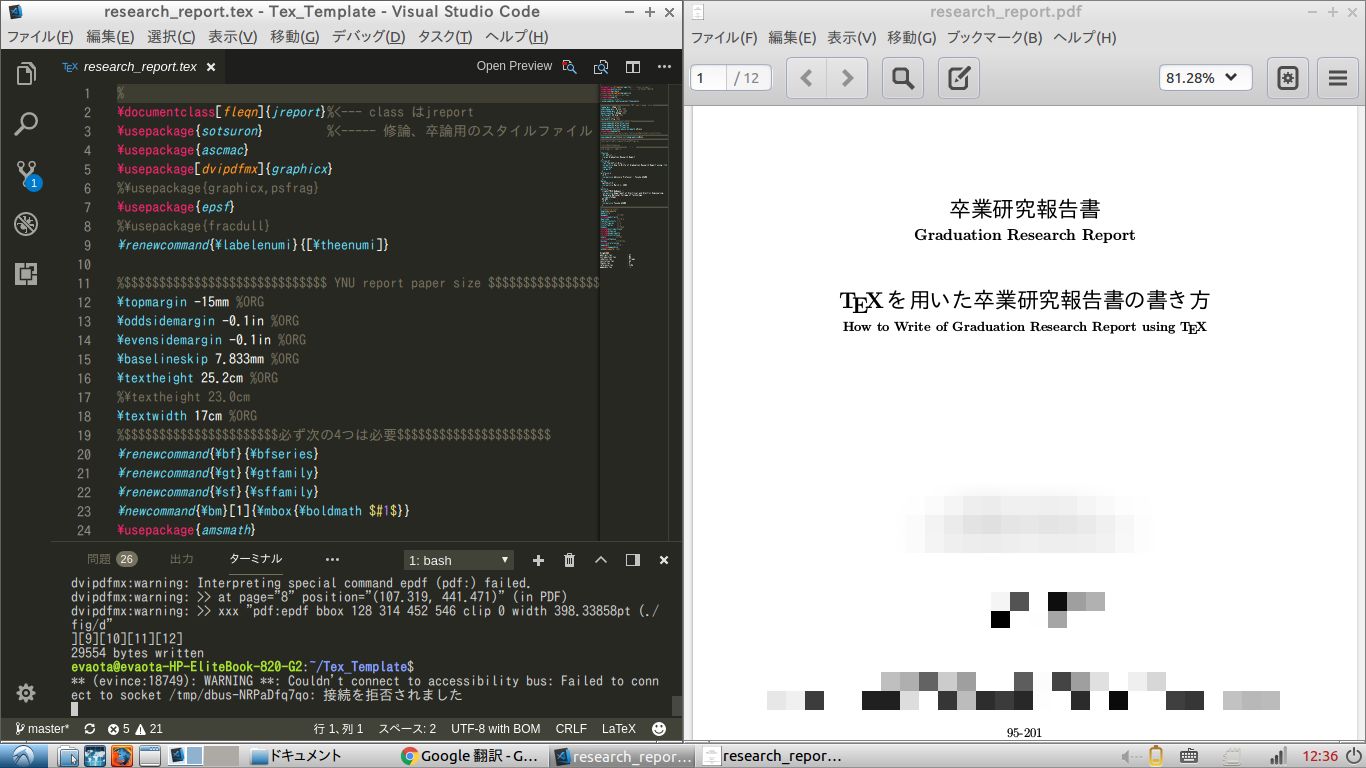 research_report.tex - Tex_Template - Visual Studio Code
ファイル(F) 編集(E) 選択(C) 表示(V) 移動(G) デバッグ(D) タスク(T) ヘルプ(H)
TEX research_report.tex × Open Preview
1 %
2 \documentclass[fleqn]{jreport}%<--- class はjreport
3 \usepackage{sotsuron} %<----- 修論、卒論用のスタイルファイル
4 \usepackage{ascmac}
5 \usepackage[dvipdfmx]{graphicx}
6 %\usepackage{graphicx,psfrag}
7 \usepackage{epsf}
8 %\usepackage{fracdull}
9 \renewcommand{\labelenumi}{[\theenumi]}
10
11 %$$$$$$$$$$$$$$$$$$$$$$$$$$$$$ YNU report paper size $$$$$$$$$$$$$$$$
12 \topmargin -15mm %ORG
13 \oddsidemargin -0.1in %ORG
14 \evensidemargin -0.1in %ORG
15 \baselineskip 7.833mm %ORG
16 \textheight 25.2cm %ORG
17 %\textheight 23.0cm
18 \textwidth 17cm %ORG
19 %$$$$$$$$$$$$$$$$$$$$$$必ず次の4つは必要$$$$$$$$$$$$$$$$$$$$$$
20 \renewcommand{\bf}{\bfseries}
21 \renewcommand{\gt}{\gtfamily}
22 \renewcommand{\sf}{\sffamily}
23 \newcommand{\bm}[1]{\mbox{\boldmath $#1$}}
24 \usepackage{amsmath}
1
問題 26 出力 ターミナル ··· 1: bash
dvipdfmx:warning: Interpreting special command epdf (pdf:) failed.
dvipdfmx:warning: >> at page="8" position="(107.319, 441.471)" (in PDF)
dvipdfmx:warning: >> xxx "pdf:epdf bbox 128 314 452 546 clip 0 width 398.33858pt (./
fig/d"
][9][10][11][12]
29554 bytes written
evaota@evaota-HP-EliteBook-820-G2:~/Tex_Template$
** (evince:18749): WARNING **: Couldn't connect to accessibility bus: Failed to conn
ect to socket /tmp/dbus-NRPaDfq7qo: 接続を拒否されました
master* 5 21 行 1, 列 1 スペース: 2 UTF-8 with BOM CRLF LaTeX
research_report.pdf
ファイル(F) 編集(E) 表示(V) 移動(G) ブックマーク(B) ヘルプ(H)
1 / 12 81.28%
卒業研究報告書
Graduation Research Report
TEXを用いた卒業研究報告書の書き方
How to Write of Graduation Research Report using TEX
95-201
ドキュメント Google 翻訳 - G... research_repor... research_repor... 12:36